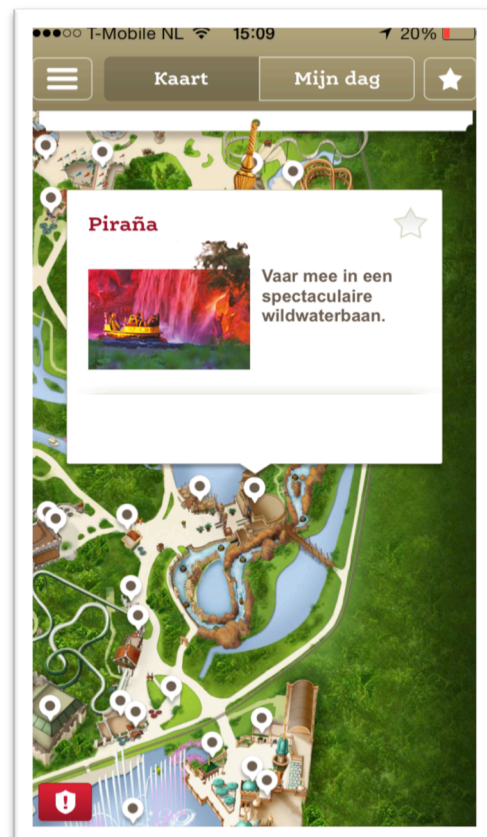 T-Mobile NL 15:09 20%
Kaart Mijn dag
Piraña
Vaar mee in een
spectaculaire
wildwaterbaan.